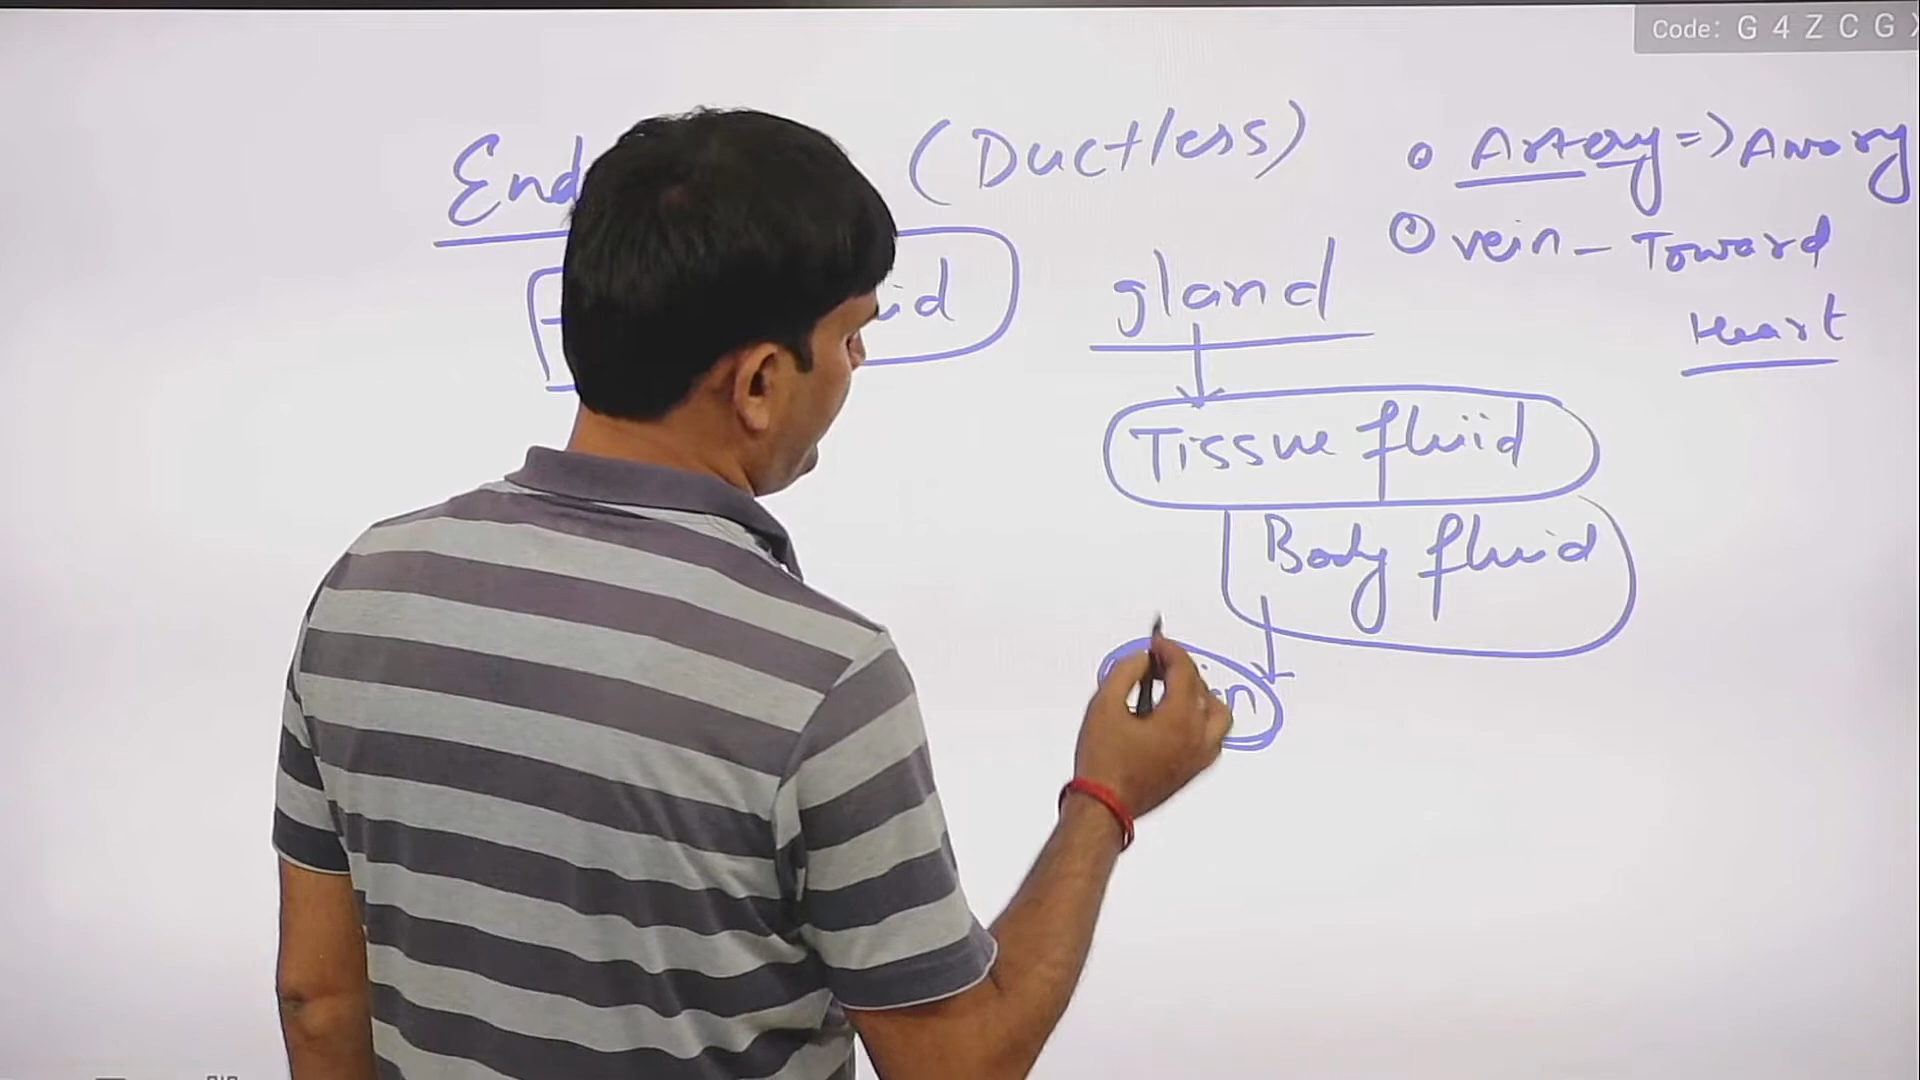 Code: G 4 Z C G
End (Ductless)
gland
Tissue fluid
Body fluid
• Artery => Away
⊙ vein - Toward
Heart